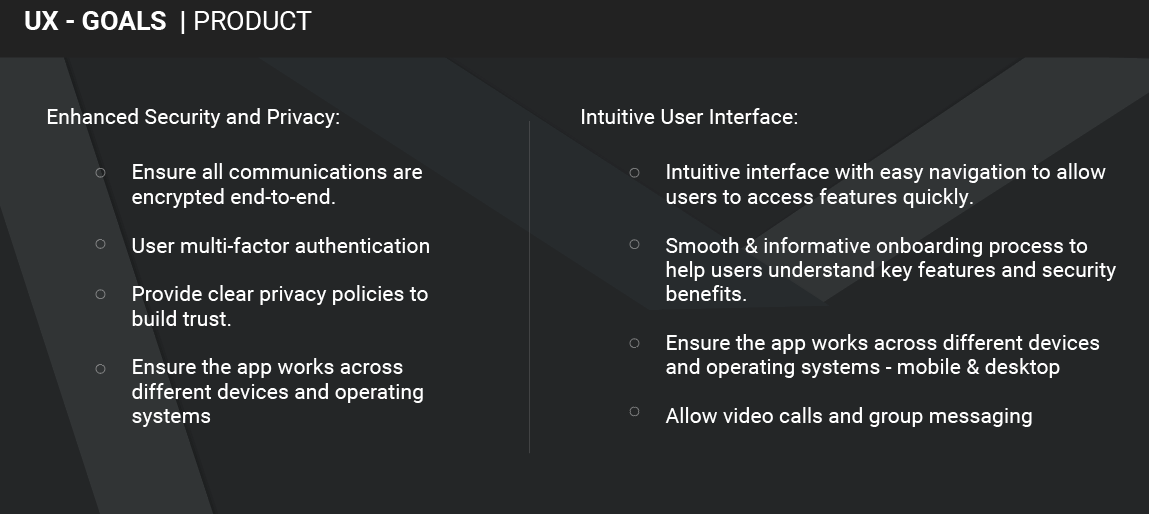 UX - GOALS | PRODUCT
Enhanced Security and Privacy:
Ensure all communications are
encrypted end-to-end.
User multi-factor authentication
Provide clear privacy policies to
build trust.
Ensure the app works across
different devices and operating
systems
Intuitive User Interface:
Intuitive interface with easy navigation to allow
users to access features quickly.
Smooth & informative onboarding process to
help users understand key features and security
benefits.
Ensure the app works across different devices
and operating systems - mobile & desktop
Allow video calls and group messaging